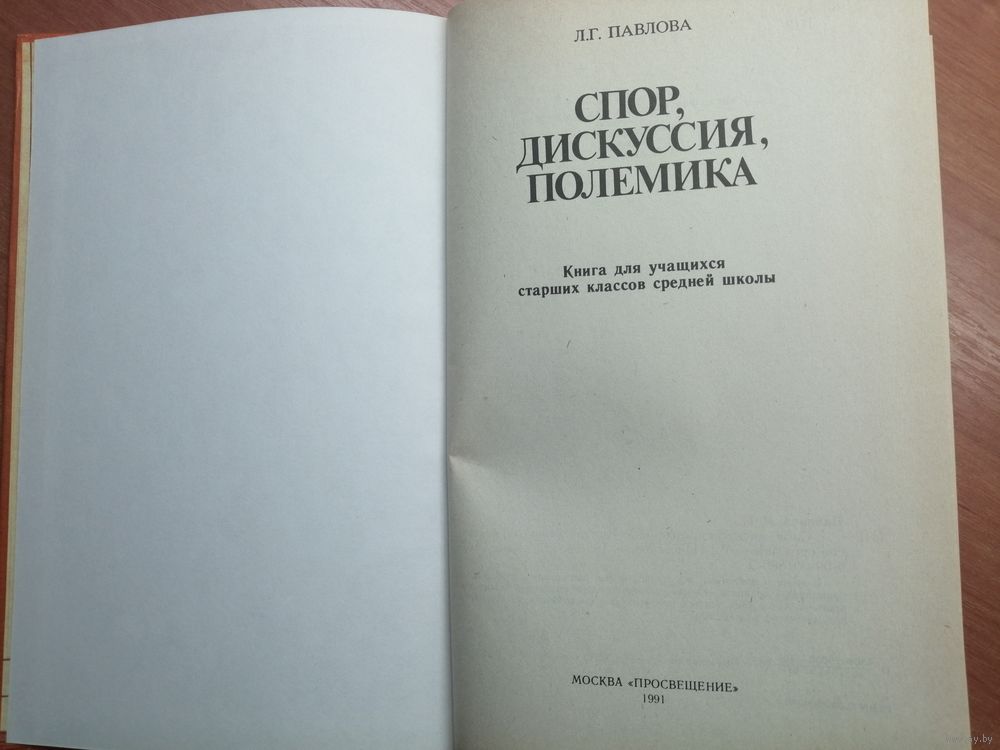 Л.Г. ПАВЛОВА
СПОР,
ДИСКУССИЯ,
ПОЛЕМИКА
Книга для учащихся
старших классов средней школы
МОСКВА «ПРОСВЕЩЕНИЕ»
1991